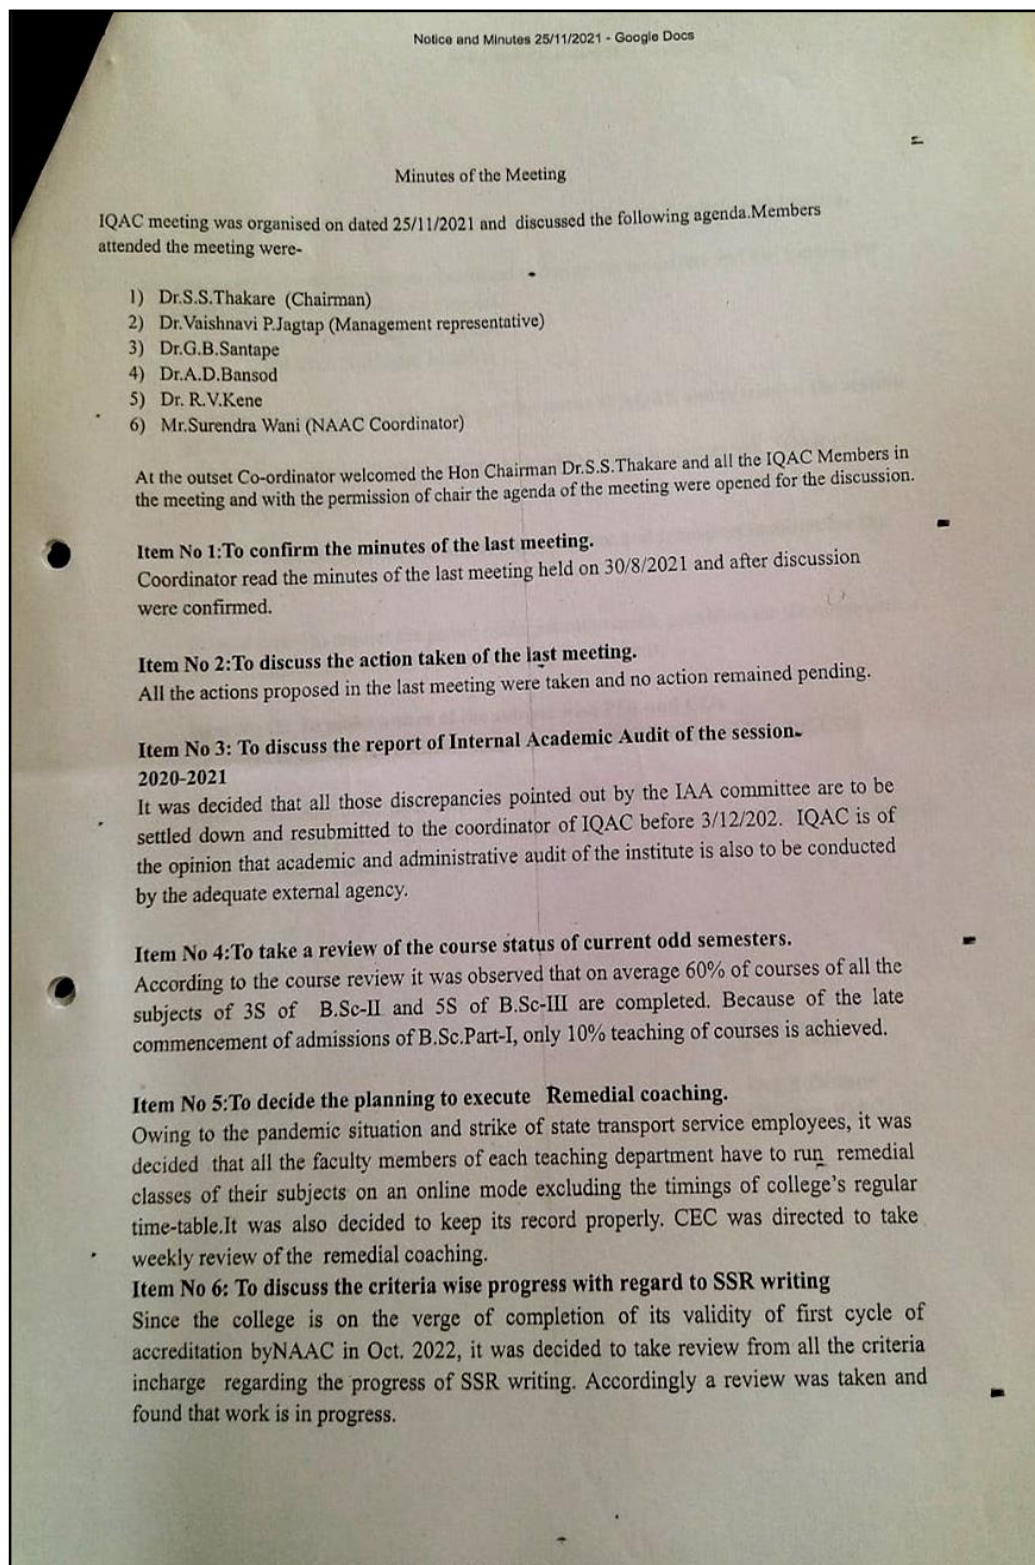 Notice and Minutes 25/11/2021 - Google Docs
Minutes of the Meeting
IQAC meeting was organised on dated 25/11/2021 and discussed the following agenda.Members
attended the meeting were-
1) Dr.S.S.Thakare (Chairman)
2) Dr.Vaishnavi P.Jagtap (Management representative)
3) Dr.G.B.Santape
4) Dr.A.D.Bansod
5) Dr. R.V.Kene
6) Mr.Surendra Wani (NAAC Coordinator)
At the outset Co-ordinator welcomed the Hon Chairman Dr.S.S.Thakare and all the IQAC Members in
the meeting and with the permission of chair the agenda of the meeting were opened for the discussion.
Item No 1:To confirm the minutes of the last meeting.
Coordinator read the minutes of the last meeting held on 30/8/2021 and after discussion
were confirmed.
Item No 2:To discuss the action taken of the last meeting.
All the actions proposed in the last meeting were taken and no action remained pending.
Item No 3: To discuss the report of Internal Academic Audit of the session-
2020-2021
It was decided that all those discrepancies pointed out by the IAA committee are to be
settled down and resubmitted to the coordinator of IQAC before 3/12/202. IQAC is of
the opinion that academic and administrative audit of the institute is also to be conducted
by the adequate external agency.
Item No 4:To take a review of the course status of current odd semesters.
According to the course review it was observed that on average 60% of courses of all the
subjects of 3S of B.Sc-II and 5S of B.Sc-III are completed. Because of the late
commencement of admissions of B.Sc.Part-I, only 10% teaching of courses is achieved.
Item No 5:To decide the planning to execute Remedial coaching.
Owing to the pandemic situation and strike of state transport service employees, it was
decided that all the faculty members of each teaching department have to run remedial
classes of their subjects on an online mode excluding the timings of college's regular
time-table.It was also decided to keep its record properly. CEC was directed to take
weekly review of the remedial coaching.
Item No 6: To discuss the criteria wise progress with regard to SSR writing
Since the college is on the verge of completion of its validity of first cycle of
accreditation byNAAC in Oct. 2022, it was decided to take review from all the criteria
incharge regarding the progress of SSR writing. Accordingly a review was taken and
found that work is in progress.